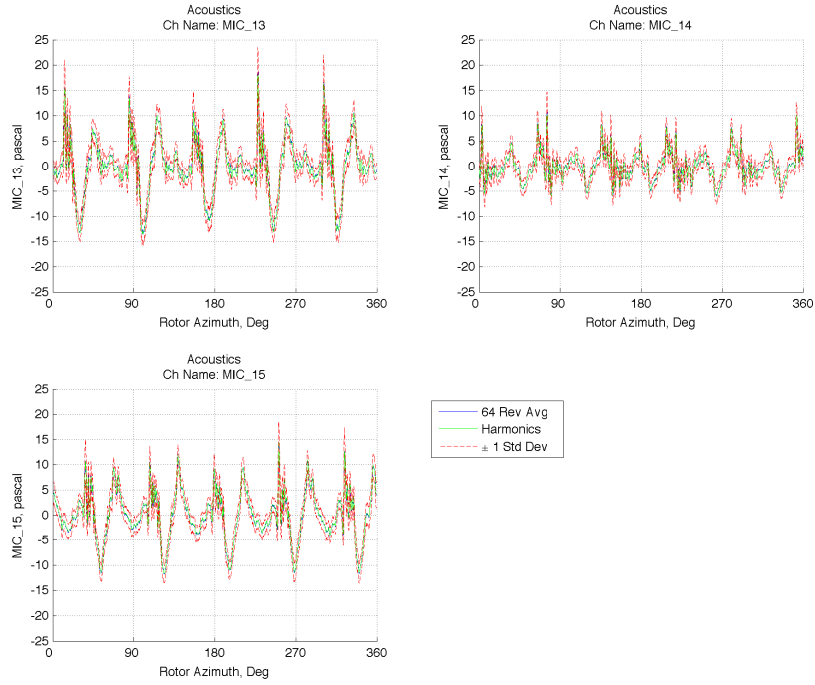 Acoustics
Ch Name: MIC_13
25
20
15
10
5
0
-5
-10
-15
-20
-25
MIC_13, pascal
0 90 180 270 360
Rotor Azimuth, Deg
Acoustics
Ch Name: MIC_14
25
20
15
10
5
0
-5
-10
-15
-20
-25
MIC_14, pascal
0 90 180 270 360
Rotor Azimuth, Deg
Acoustics
Ch Name: MIC_15
25
20
15
10
5
0
-5
-10
-15
-20
-25
MIC_15, pascal
0 90 180 270 360
Rotor Azimuth, Deg
64 Rev Avg
Harmonics
± 1 Std Dev